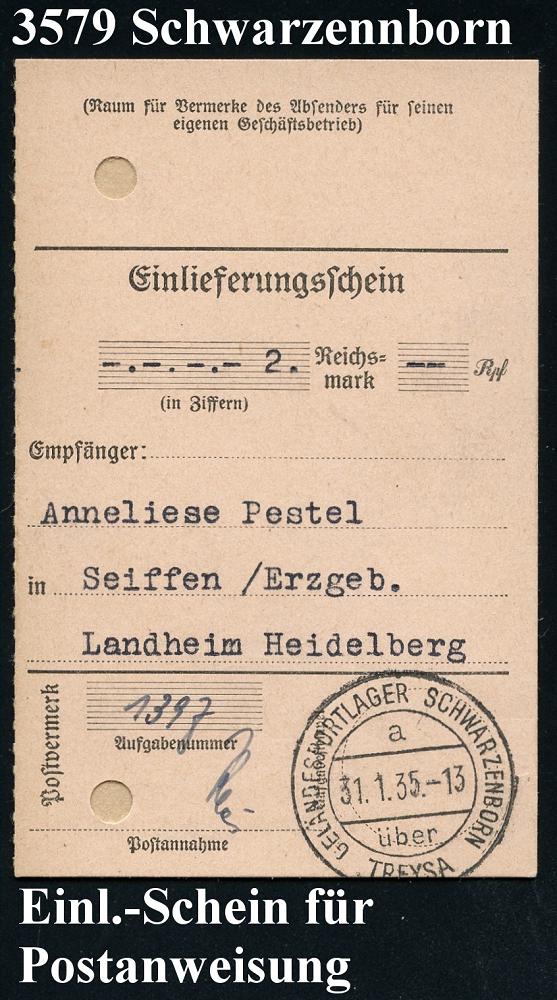 3579 Schwarzennborn
(Raum für Vermerke des Absenders für seinen
eigenen Geschäftsbetrieb)
Einlieferungsschein
-.-.-.- 2. Reichs=
mark -- Rpf
(in Ziffern)
Empfänger:
Anneliese Pestel
in Seiffen /Erzgeb.
Landheim Heidelberg
Postvermerk
1397
Aufgabenummer
Postannahme
GELÄNDESPORTLAGER SCHWARZENBORN
a
31.1.35.-13
über
TREYSA
Einl.-Schein für
Postanweisung